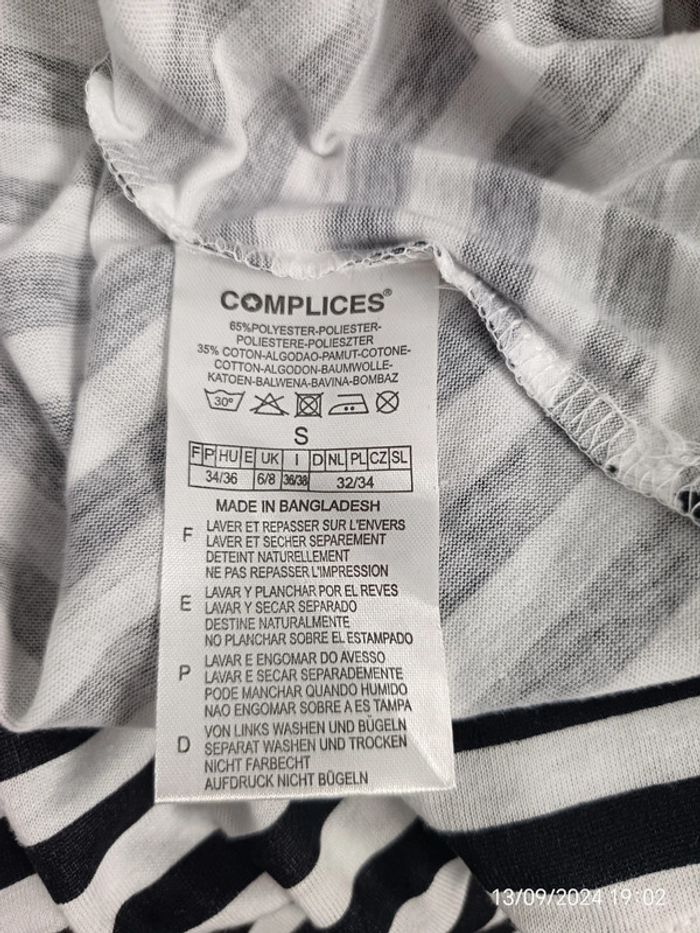 COMPLICES®
65%POLYESTER-POLIESTER-
POLIESTERE-POLIESZTER
35% COTON-ALGODAO-PAMUT-COTONE-
COTTON-ALGODON-BAUMWOLLE-
KATOEN-BALWENA-BAVINA-BOMBAZ
30°
S
F P HU E UK I D NL PL CZ SL
34/36 6/8 36/38 32/34
MADE IN BANGLADESH
F LAVER ET REPASSER SUR L'ENVERS
LAVER ET SECHER SEPAREMENT
DETEINT NATURELLEMENT
NE PAS REPASSER L'IMPRESSION
E LAVAR Y PLANCHAR POR EL REVES
LAVAR Y SECAR SEPARADO
DESTINE NATURALMENTE
NO PLANCHAR SOBRE EL ESTAMPADO
P LAVAR E ENGOMAR DO AVESSO
LAVAR E SECAR SEPARADEMENTE
PODE MANCHAR QUANDO HUMIDO
NAO ENGOMAR SOBRE A ES TAMPA
D VON LINKS WASHEN UND BÜGELN
SEPARAT WASHEN UND TROCKEN
NICHT FARBECHT
AUFDRUCK NICHT BÜGELN
13/09/2024 19:02